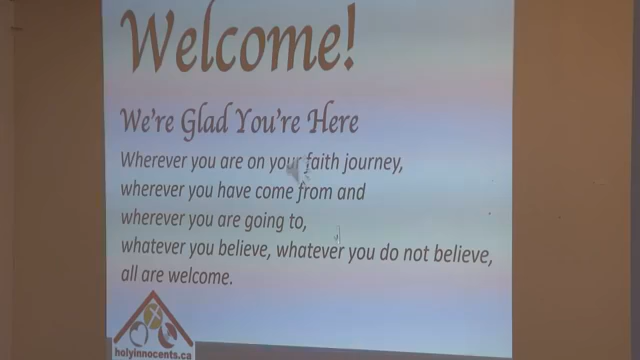 Welcome!
We're Glad You're Here
Wherever you are on your faith journey,
wherever you have come from and
wherever you are going to,
whatever you believe, whatever you do not believe,
all are welcome.
holyinnocents.ca